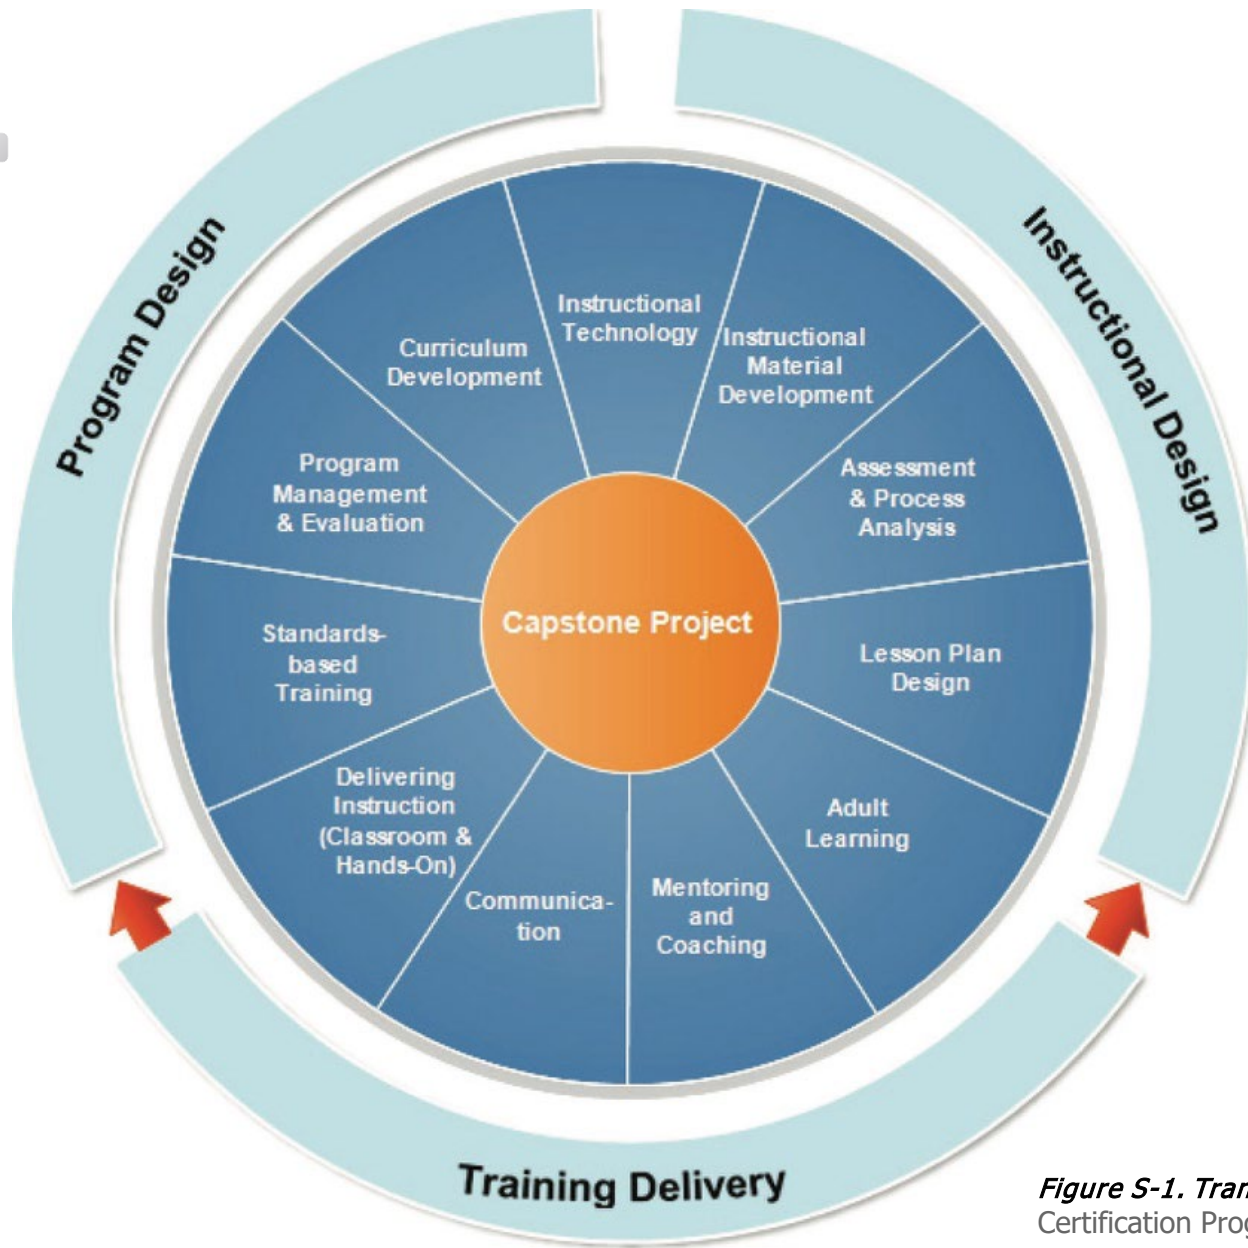 Program Design
Instructional Design
Instructional
Technology
Instructional
Material
Development
Assessment
& Process
Analysis
Lesson Plan
Design
Adult
Learning
Mentoring
and
Coaching
Communica-
tion
Delivering
Instruction
(Classroom &
Hands-On)
Standards-
based
Training
Program
Management
& Evaluation
Curriculum
Development
Capstone Project
Training Delivery
Figure S-1.
Certification